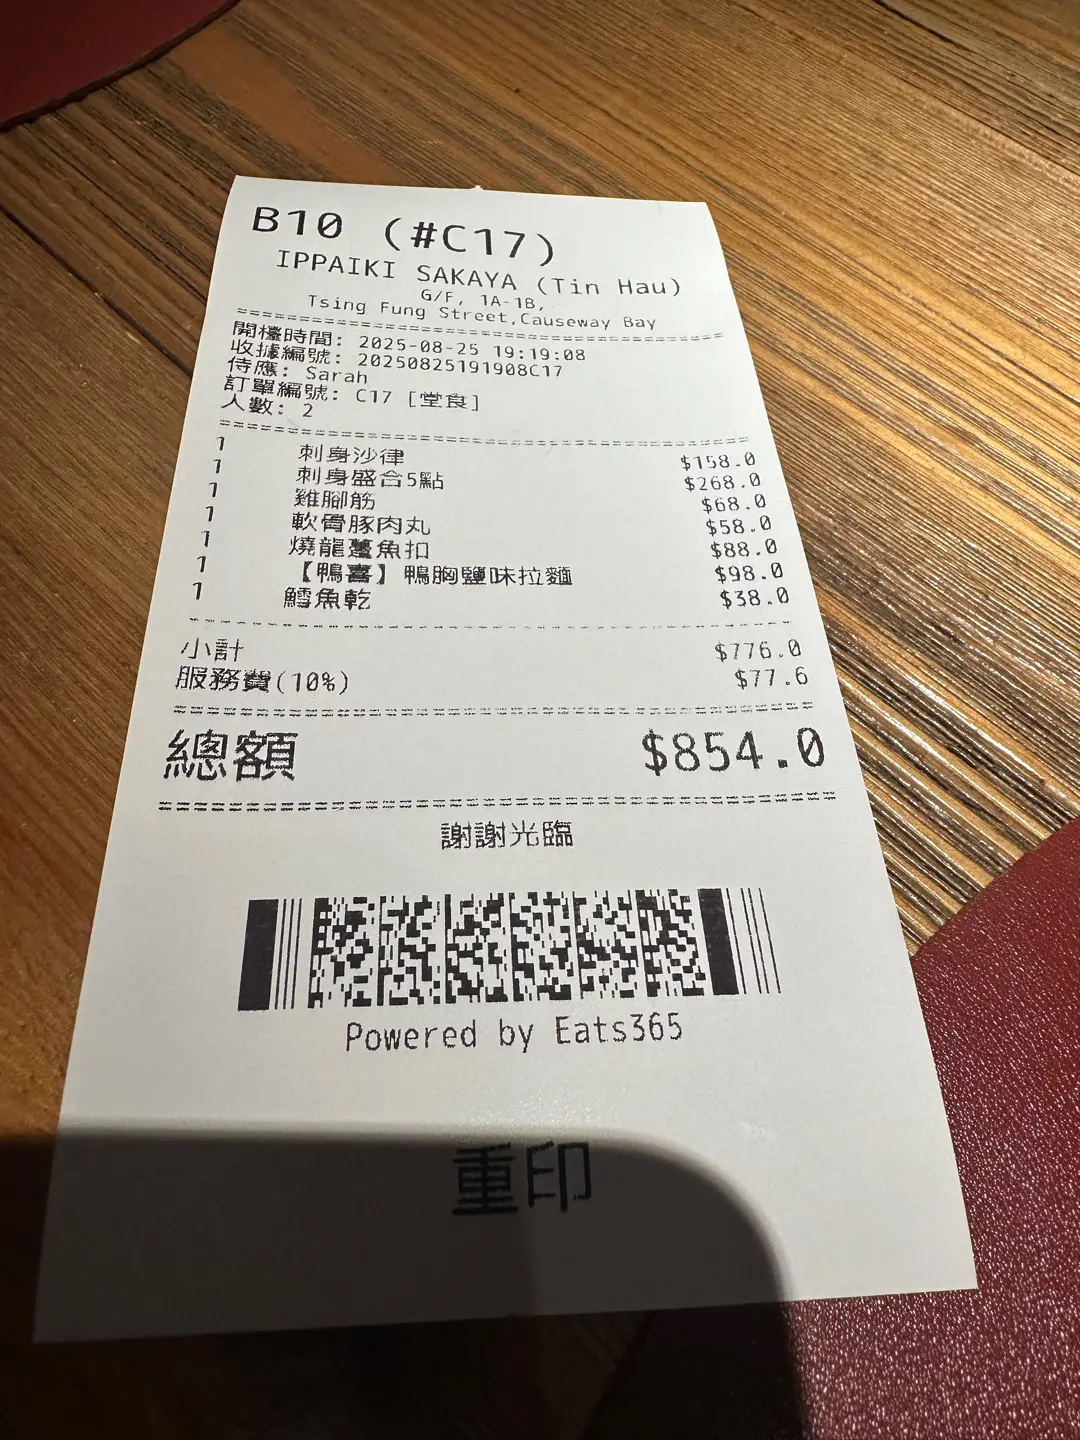 B10 (#C17)
IPPAIKI SAKAYA (Tin Hau)
G/F, 1A-1B,
Tsing Fung Street,Causeway Bay
開檯時間: 2025-08-25 19:19:08
收據編號: 20250825191908C17
侍應: Sarah
訂單編號: C17 [堂食]
人數: 2
1 刺身沙律 $158.0
1 刺身盛合5點 $268.0
1 雞腳筋 $68.0
1 軟骨豚肉丸 $58.0
1 燒龍躉魚扣 $88.0
1 【鴨喜】鴨胸鹽味拉麵 $98.0
1 鱈魚乾 $38.0
小計 $776.0
服務費(10%) $77.6
總額 $854.0
謝謝光臨
Powered by Eats365
重印